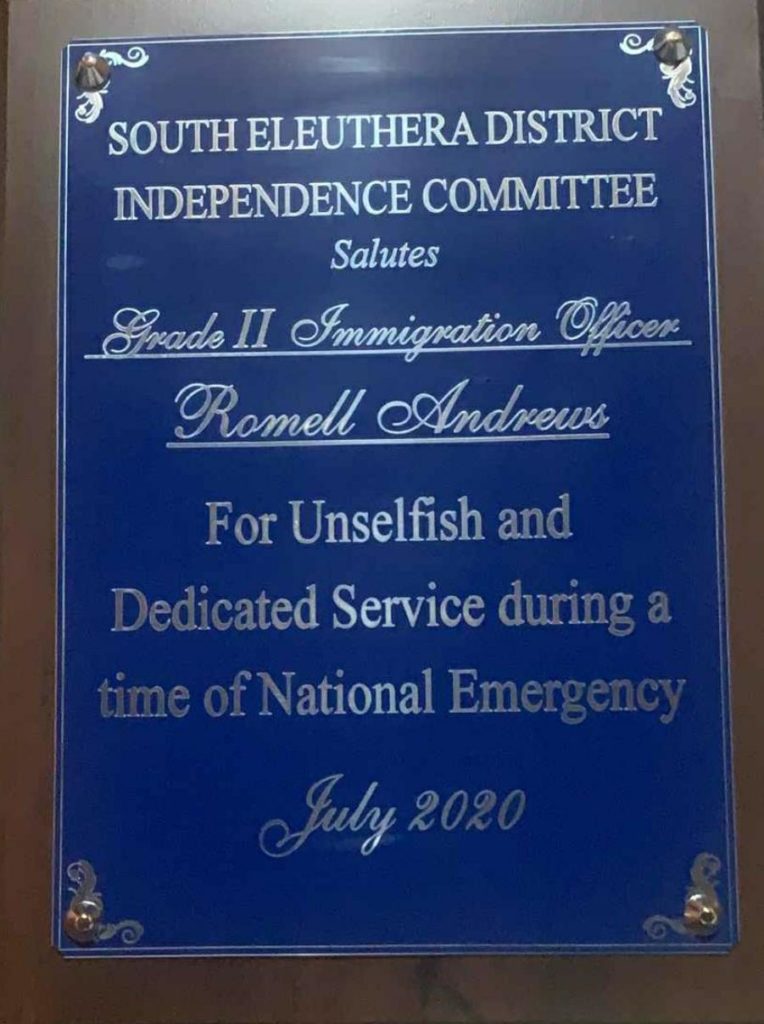 SOUTH ELEUTHERA DISTRICT
INDEPENDENCE COMMITTEE
Salutes
Grade II Immigration Officer
Romell Andrews
For Unselfish and
Dedicated Service during a
time of National Emergency
July 2020